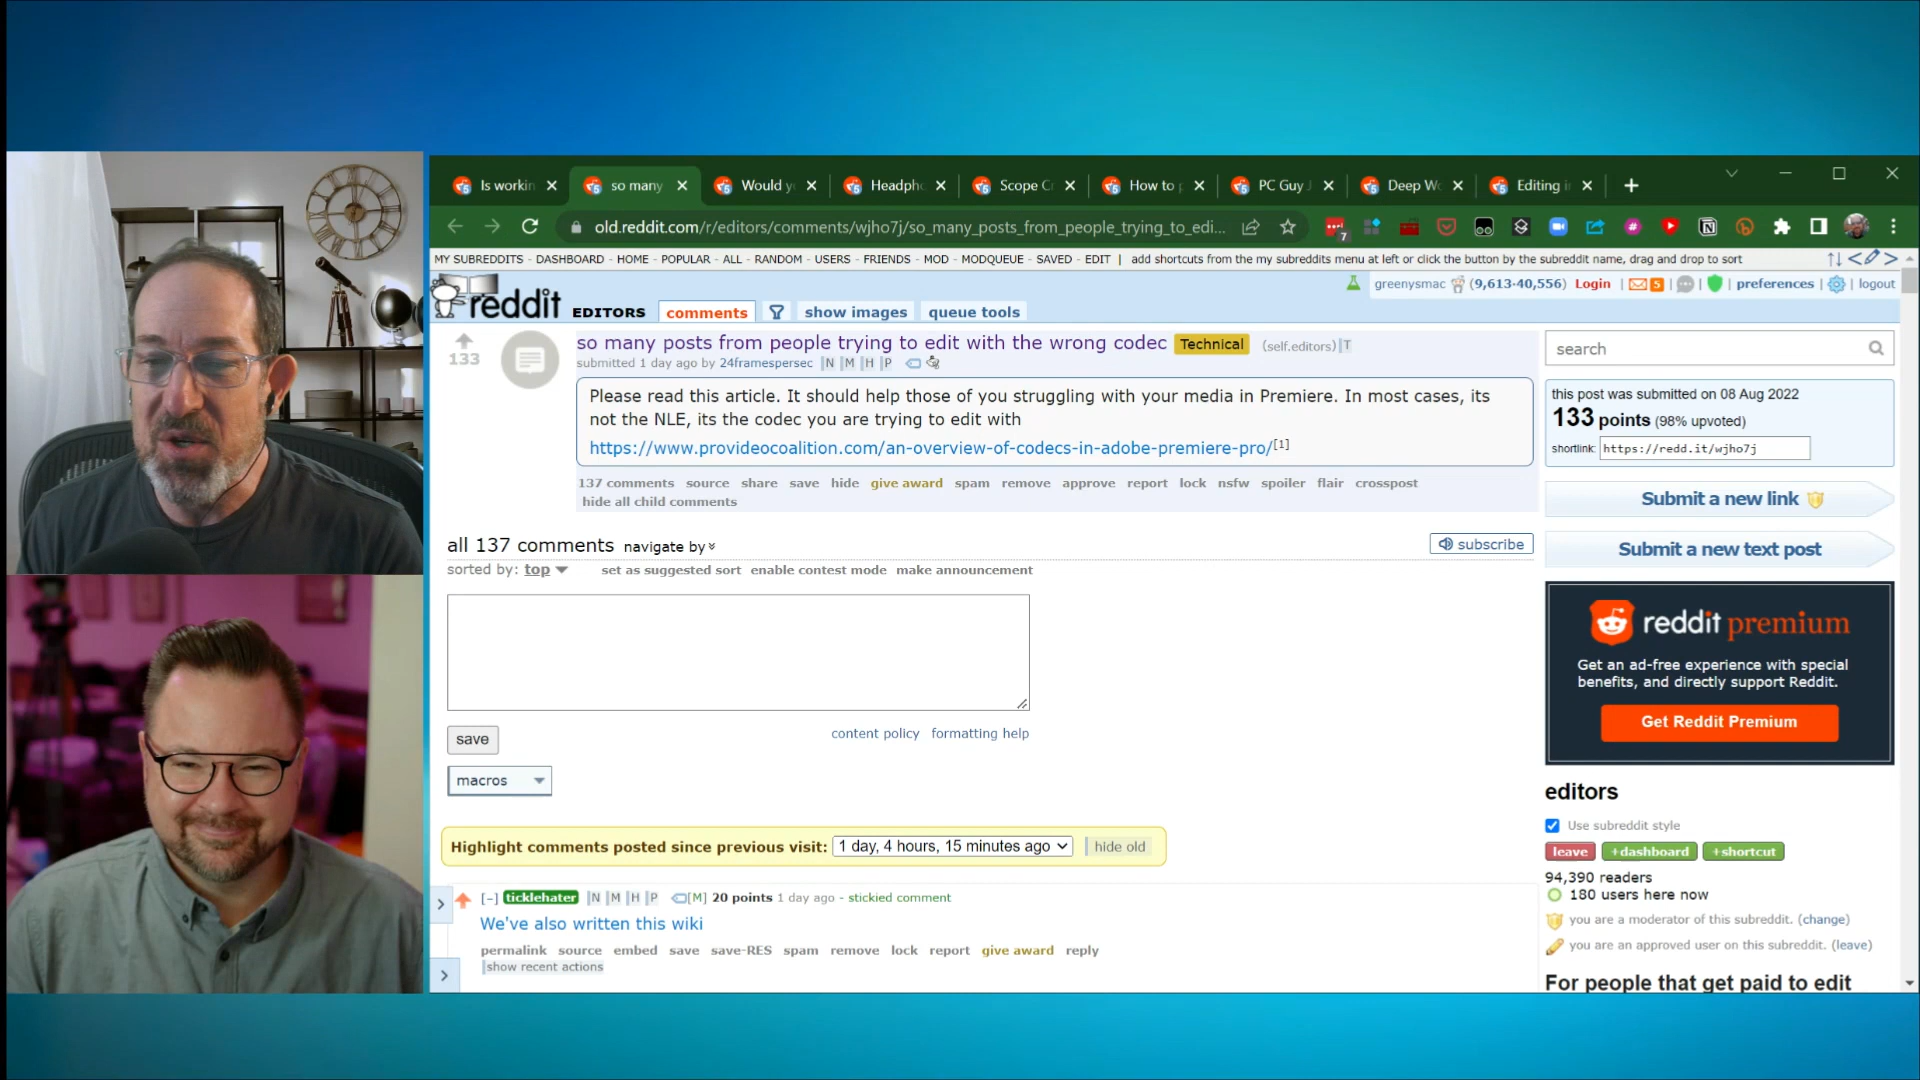 Is workin
so many
Would y
Headph
Scope C
How to p
PC Guy J
Deep Wo
Editing i
old.reddit.com/r/editors/comments/wjho7j/so_many_posts_from_people_trying_to_edi...
7
MY SUBREDDITS - DASHBOARD - HOME - POPULAR - ALL - RANDOM - USERS - FRIENDS - MOD - MODQUEUE - SAVED - EDIT | add shortcuts from the my subreddits menu at left or click the button by the subreddit name, drag and drop to sort
greenysmac (9,613·40,556) Login | 5 | | | preferences | | logout
reddit EDITORS comments show images queue tools
133
so many posts from people trying to edit with the wrong codec Technical (self.editors) T
submitted 1 day ago by 24framespersec N M H P
Please read this article. It should help those of you struggling with your media in Premiere. In most cases, its
not the NLE, its the codec you are trying to edit with
https://www.provideocoalition.com/an-overview-of-codecs-in-adobe-premiere-pro/[1]
137 comments source share save hide give award spam remove approve report lock nsfw spoiler flair crosspost
hide all child comments
all 137 comments navigate by
subscribe
sorted by: top set as suggested sort enable contest mode make announcement
save
content policy formatting help
macros
Highlight comments posted since previous visit: 1 day, 4 hours, 15 minutes ago hide old
[–] ticklehater N M H P [M] 20 points 1 day ago - stickied comment
We've also written this wiki
permalink source embed save save-RES spam remove lock report give award reply
show recent actions
search
this post was submitted on 08 Aug 2022
133 points (98% upvoted)
shortlink: https://redd.it/wjho7j
Submit a new link
Submit a new text post
reddit premium
Get an ad-free experience with special
benefits, and directly support Reddit.
Get Reddit Premium
editors
Use subreddit style
leave +dashboard +shortcut
94,390 readers
180 users here now
you are a moderator of this subreddit. (change)
you are an approved user on this subreddit. (leave)
For people that get paid to edit